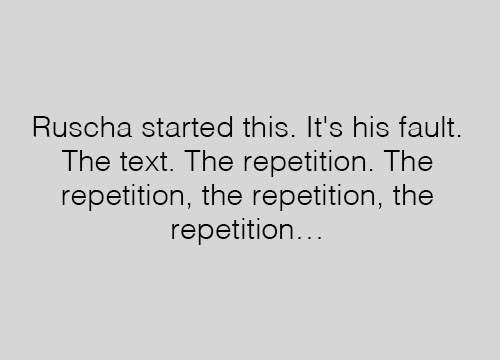 Ruscha started this. It's his fault.
The text. The repetition. The
repetition, the repetition, the
repetition…